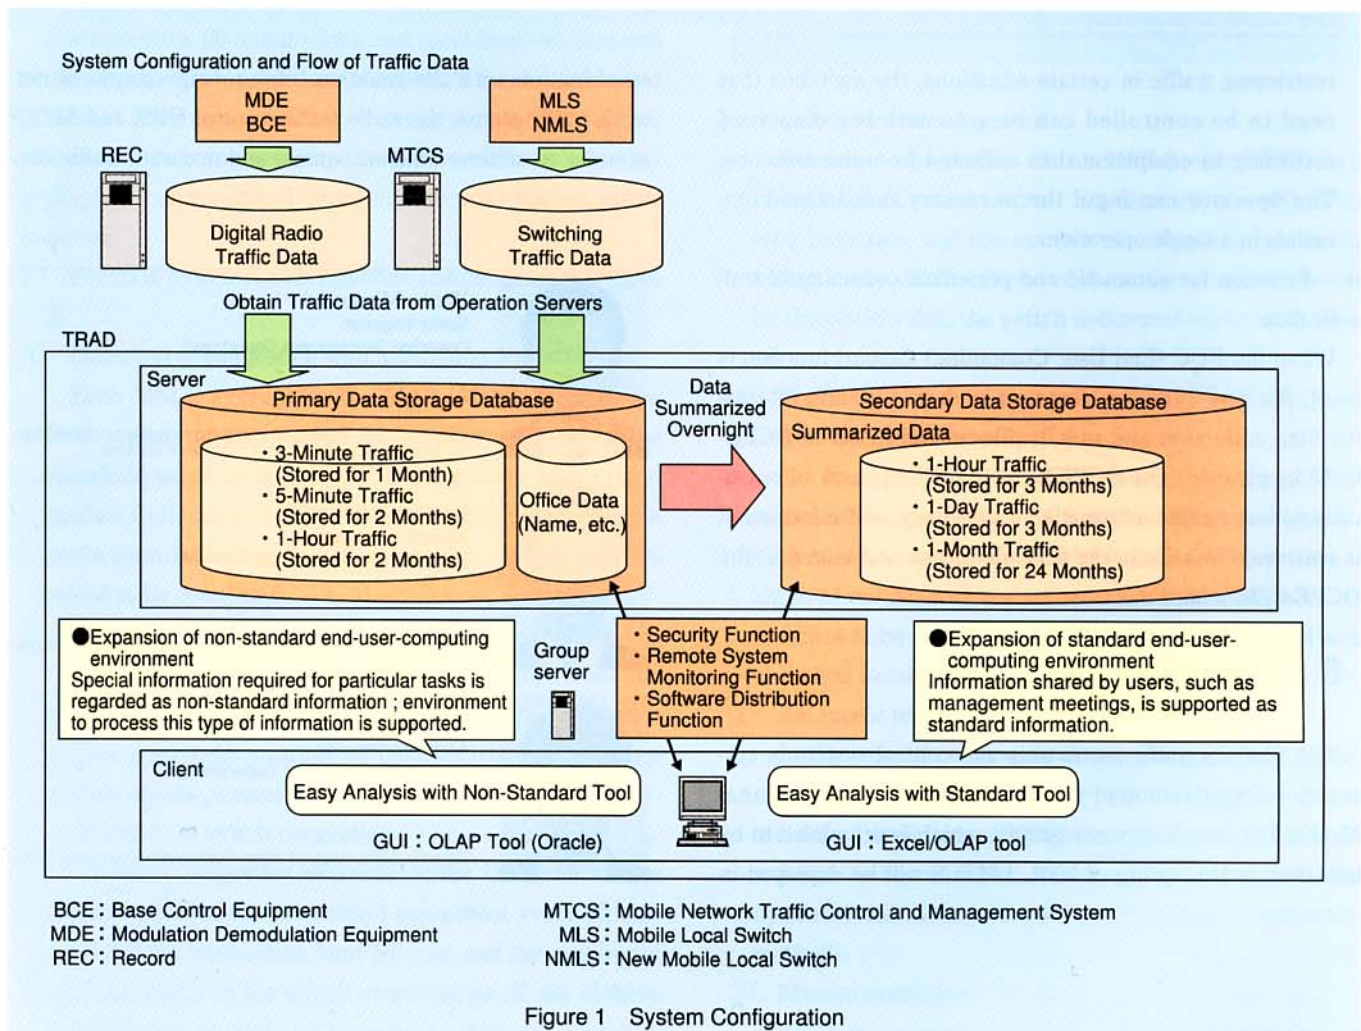 System Configuration and Flow of Traffic Data
MDE
BCE
MLS
NMLS
REC
MTCS
Digital Radio
Traffic Data
Switching
Traffic Data
Obtain Traffic Data from Operation Servers
TRAD
Server
Primary Data Storage Database
・3-Minute Traffic
(Stored for 1 Month)
・5-Minute Traffic
(Stored for 2 Months)
・1-Hour Traffic
(Stored for 2 Months)
Office Data
(Name, etc.)
Data
Summarized
Overnight
Secondary Data Storage Database
Summarized Data
・1-Hour Traffic
(Stored for 3 Months)
・1-Day Traffic
(Stored for 3 Months)
・1-Month Traffic
(Stored for 24 Months)
●Expansion of non-standard end-user-computing
environment
Special information required for particular tasks is
regarded as non-standard information ; environment
to process this type of information is supported.
Group
server
・Security Function
・Remote System
Monitoring Function
・Software Distribution
Function
●Expansion of standard end-user-
computing environment
Information shared by users, such as
management meetings, is supported as
standard information.
Client
Easy Analysis with Non-Standard Tool
Easy Analysis with Standard Tool
GUI : OLAP Tool (Oracle)
GUI : Excel/OLAP tool
BCE : Base Control Equipment
MDE : Modulation Demodulation Equipment
REC : Record
MTCS : Mobile Network Traffic Control and Management System
MLS : Mobile Local Switch
NMLS : New Mobile Local Switch
Figure 1 System Configuration